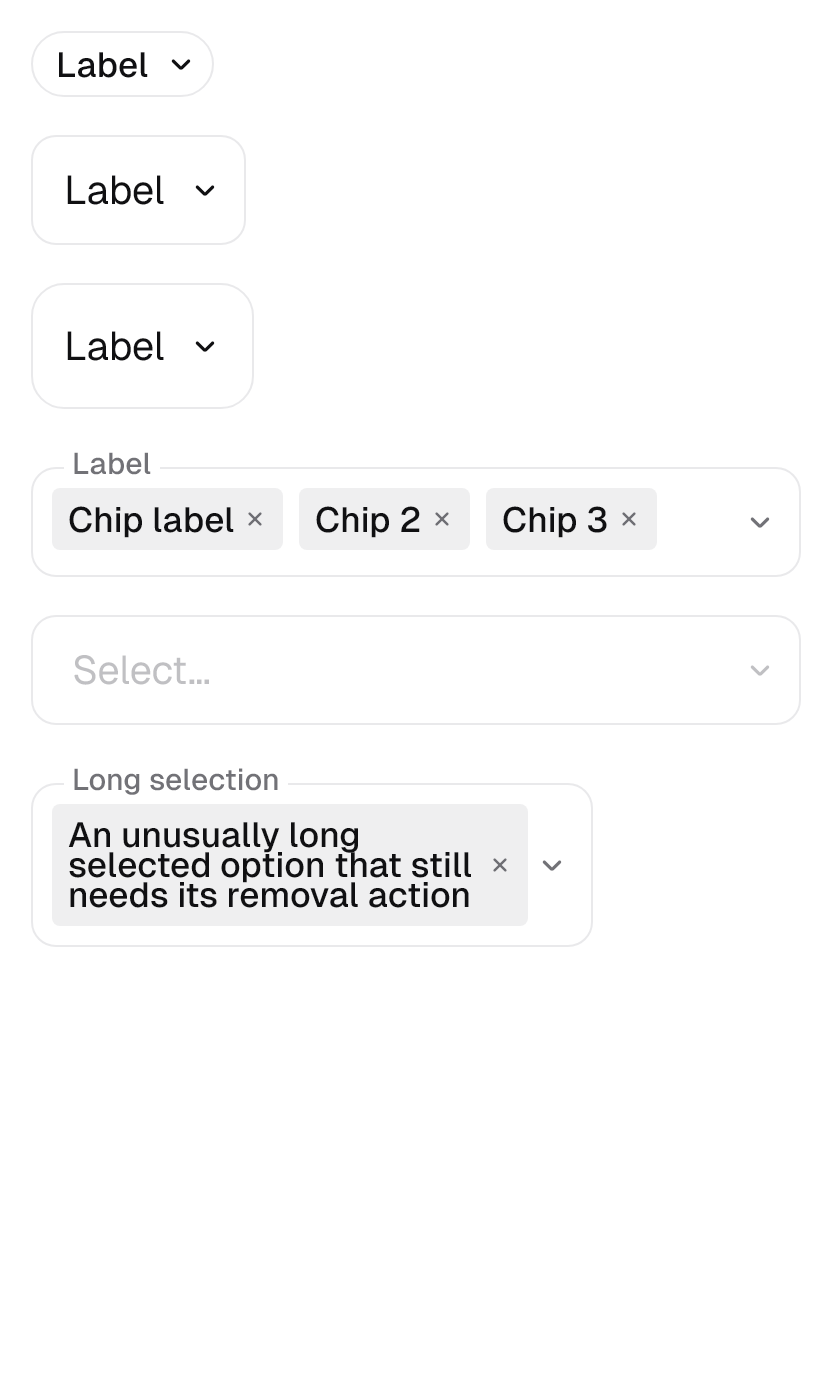 Label
Label
Label
Label
Chip label × Chip 2 × Chip 3 ×
Select...
Long selection
An unusually long
selected option that still ×
needs its removal action